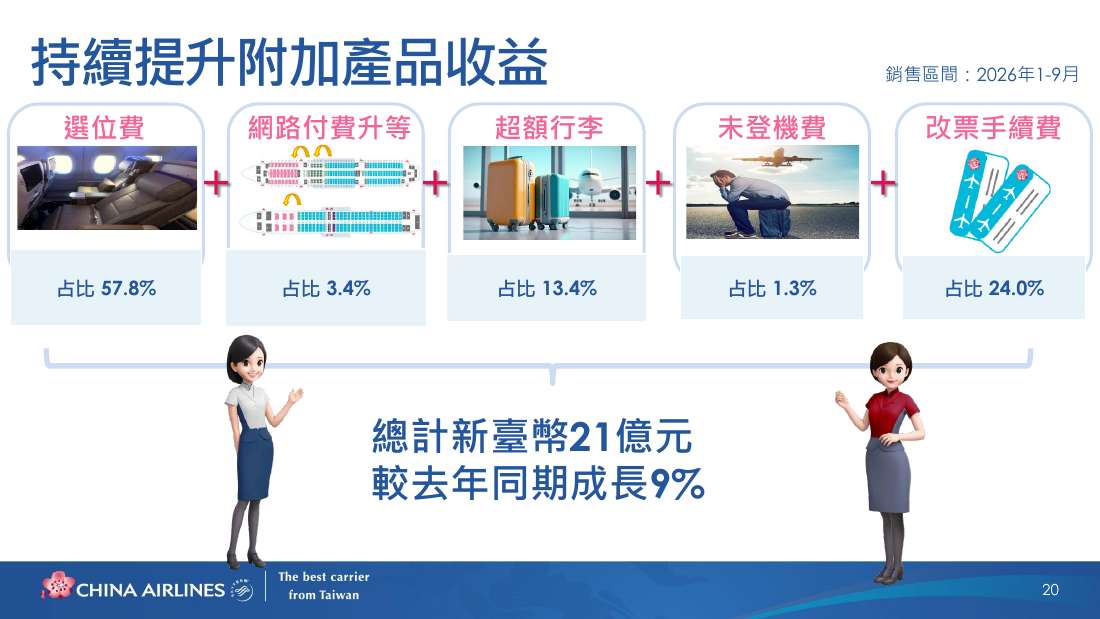 持續提升附加產品收益
銷售區間：2026年1-9月
選位費
網路付費升等
超額行李
未登機費
改票手續費
占比 57.8%
占比 3.4%
占比 13.4%
占比 1.3%
占比 24.0%
總計新臺幣21億元
較去年同期成長9%
CHINA AIRLINES
The best carrier
from Taiwan
20